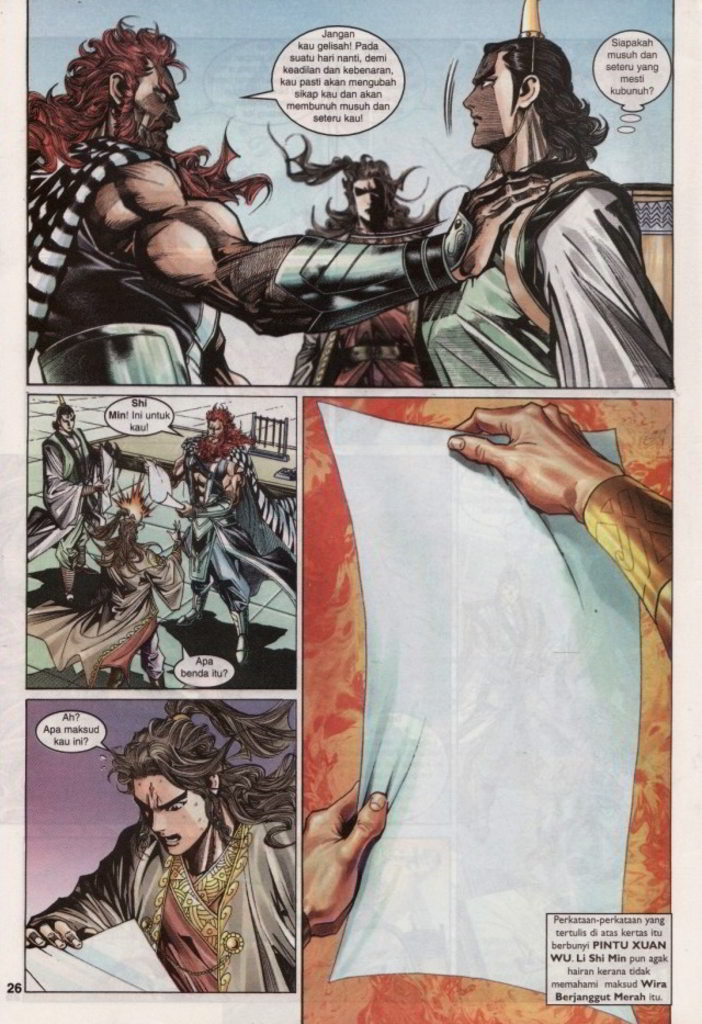 Jangan
kau gelisah! Pada
suatu hari nanti, demi
keadilan dan kebenaran,
kau pasti akan mengubah
sikap kau dan akan
membunuh musuh dan
seteru kau!
Siapakah
musuh dan
seteru yang
mesti
kubunuh?
Shi
Min! Ini untuk
kau!
Apa
benda itu?
Ah?
Apa maksud
kau ini?
Perkataan-perkataan yang
tertulis di atas kertas itu
berbunyi PINTU XUAN
WU. Li Shi Min pun agak
hairan kerana tidak
memahami maksud Wira
Berjanggut Merah itu.
26